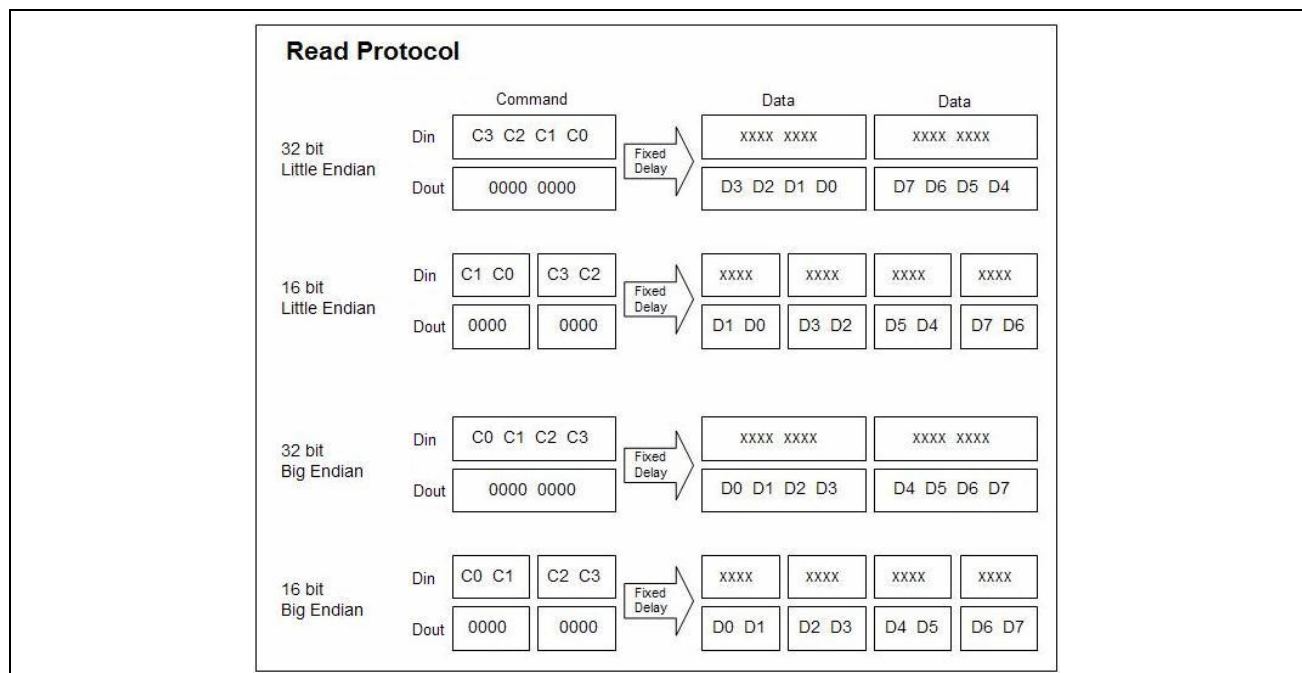 Read Protocol
Command Data Data
32 bit
Little Endian
Din C3 C2 C1 C0 Fixed Delay XXXX XXXX XXXX XXXX
Dout 0000 0000 D3 D2 D1 D0 D7 D6 D5 D4
16 bit
Little Endian
Din C1 C0 C3 C2 Fixed Delay XXXX XXXX XXXX XXXX
Dout 0000 0000 D1 D0 D3 D2 D5 D4 D7 D6
32 bit
Big Endian
Din C0 C1 C2 C3 Fixed Delay XXXX XXXX XXXX XXXX
Dout 0000 0000 D0 D1 D2 D3 D4 D5 D6 D7
16 bit
Big Endian
Din C0 C1 C2 C3 Fixed Delay XXXX XXXX XXXX XXXX
Dout 0000 0000 D0 D1 D2 D3 D4 D5 D6 D7